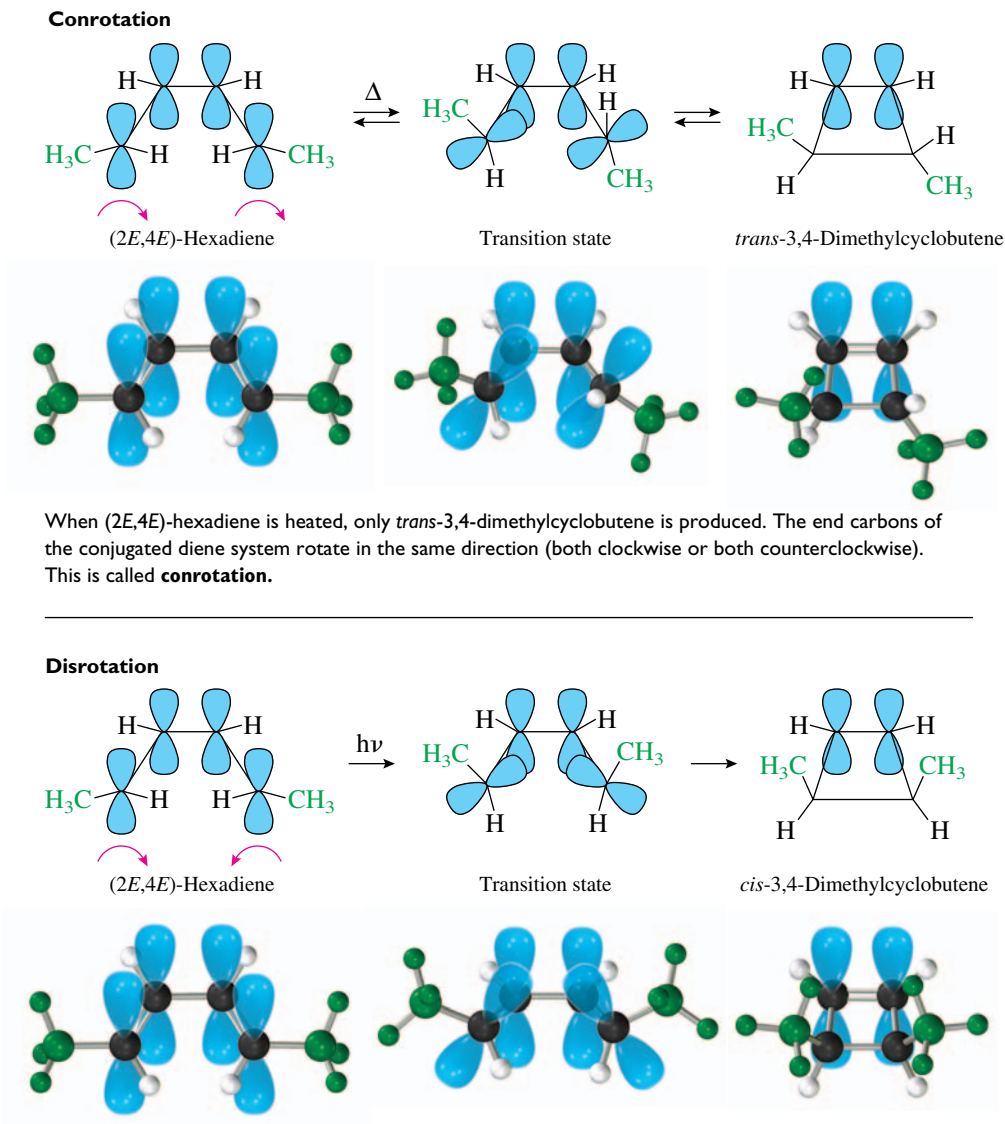 Conrotation
H H Δ H H H H H
H3C H H CH3 H3C H3C H
H CH3 H CH3
(2E,4E)-Hexadiene Transition state trans-3,4-Dimethylcyclobutene
When (2E,4E)-hexadiene is heated, only trans-3,4-dimethylcyclobutene is produced. The end carbons of
the conjugated diene system rotate in the same direction (both clockwise or both counterclockwise).
This is called conrotation.
Disrotation
H H hν H H H H
H3C H H CH3 H3C CH3 H3C CH3
H H H H
(2E,4E)-Hexadiene Transition state cis-3,4-Dimethylcyclobutene